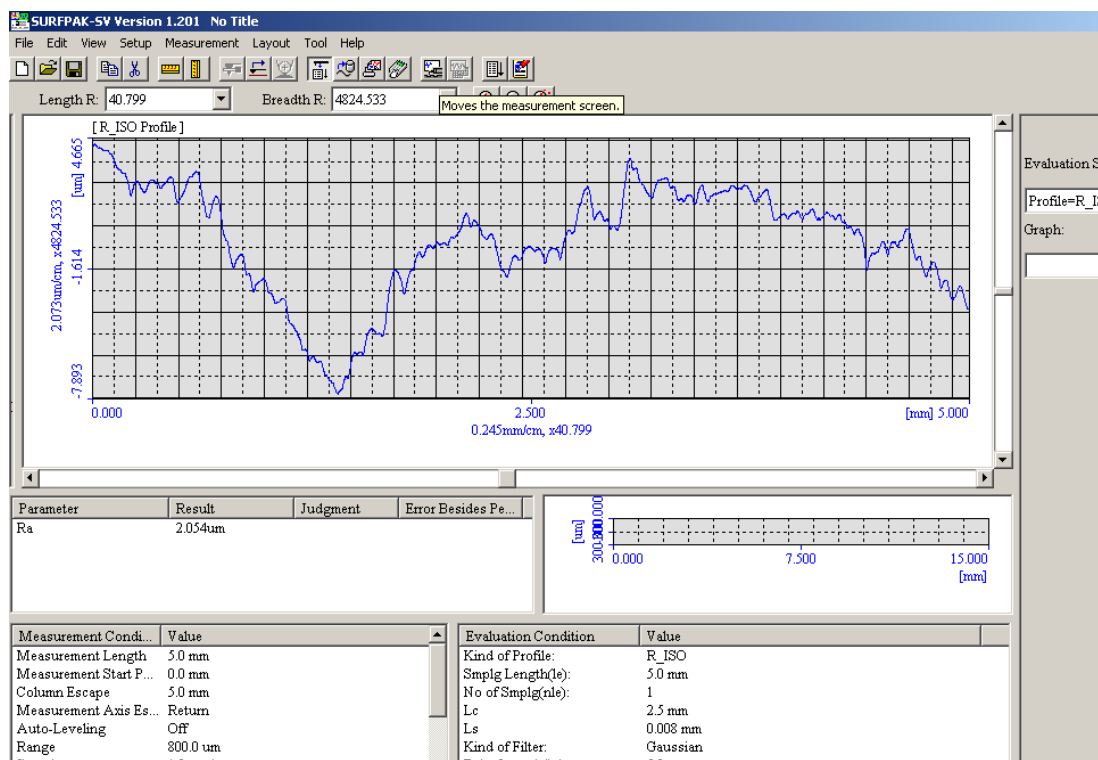 SURFPAK-SV Version 1.201 No Title
File Edit View Setup Measurement Layout Tool Help
Length R: 40.799 Breadth R: 4824.533
Moves the measurement screen.
[ R_ISO Profile ]
4.665
[um]
-1.614
-7.893
2.073um/cm, x4824.533
0.000 2.500 [mm] 5.000
0.245mm/cm, x40.799
Evaluation S
Profile=R_I
Graph:
Parameter Result Judgment Error Besides Pe...
Ra 2.054um
[um]
0.000 7.500 15.000
[mm]
Measurement Condi... Value
Measurement Length 5.0 mm
Measurement Start P... 0.0 mm
Column Escape 5.0 mm
Measurement Axis Es... Return
Auto-Leveling Off
Range 800.0 um
Evaluation Condition Value
Kind of Profile: R_ISO
Smplg Length(le): 5.0 mm
No of Smplg(nle): 1
Lc 2.5 mm
Ls 0.008 mm
Kind of Filter: Gaussian